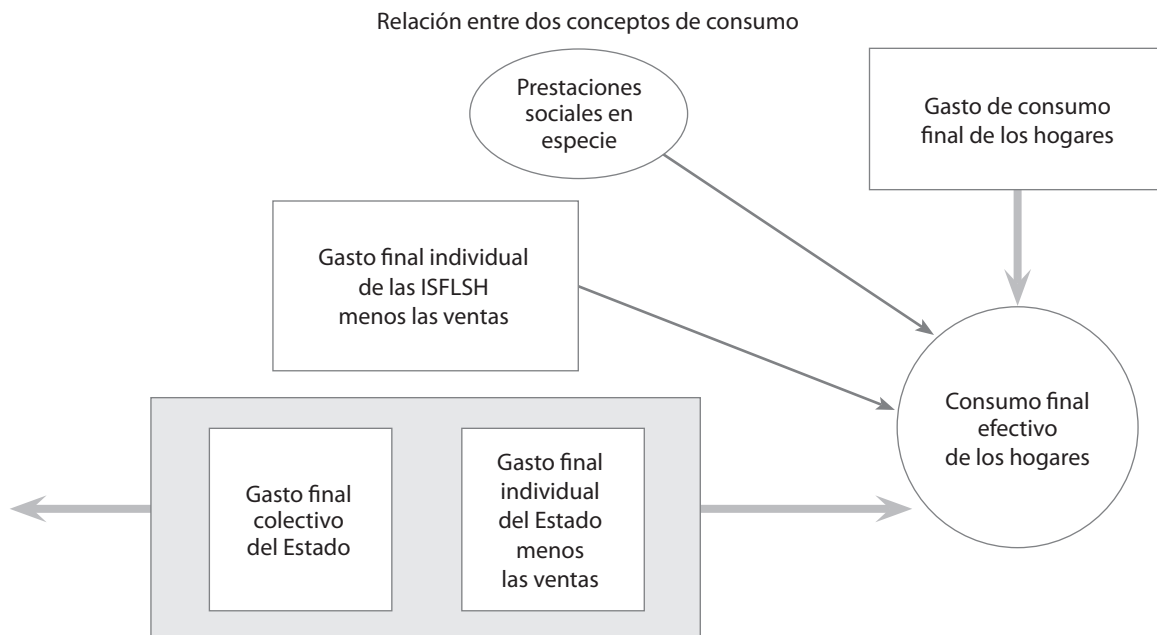 Relación entre dos conceptos de consumo
Prestaciones
sociales en
especie
Gasto de consumo
final de los hogares
Gasto final individual
de las ISFLSH
menos las ventas
Consumo final
efectivo
de los hogares
Gasto final
colectivo
del Estado
Gasto final
individual
del Estado
menos
las ventas